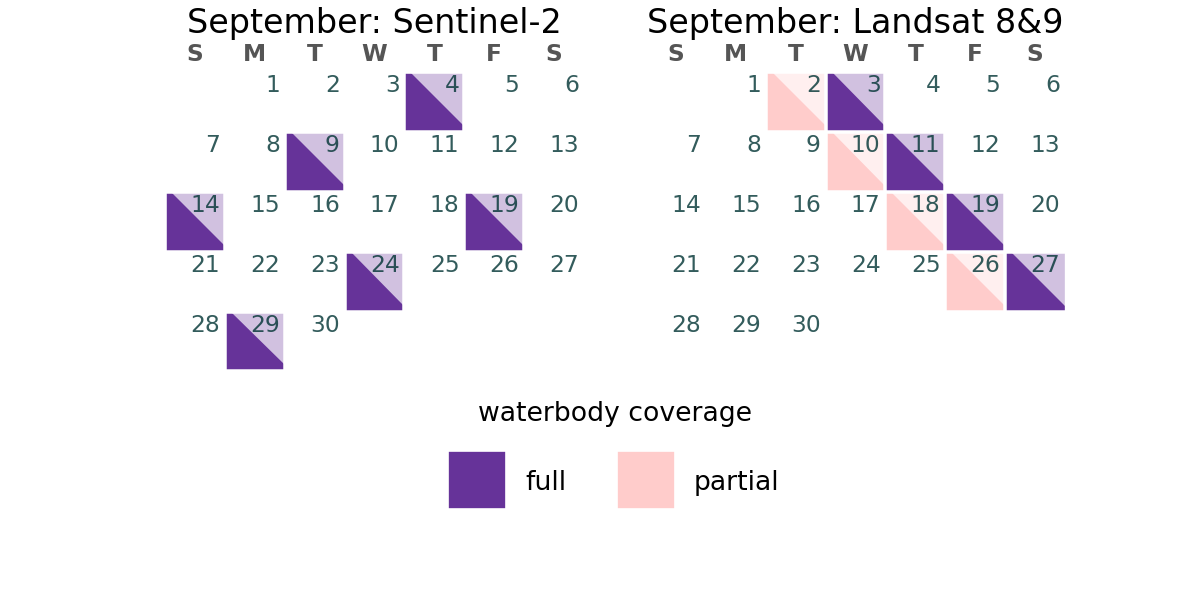 September: Sentinel-2
S M T W T F S
1 2 3 4 5 6
7 8 9 10 11 12 13
14 15 16 17 18 19 20
21 22 23 24 25 26 27
28 29 30
September: Landsat 8&9
S M T W T F S
1 2 3 4 5 6
7 8 9 10 11 12 13
14 15 16 17 18 19 20
21 22 23 24 25 26 27
28 29 30
waterbody coverage
full partial